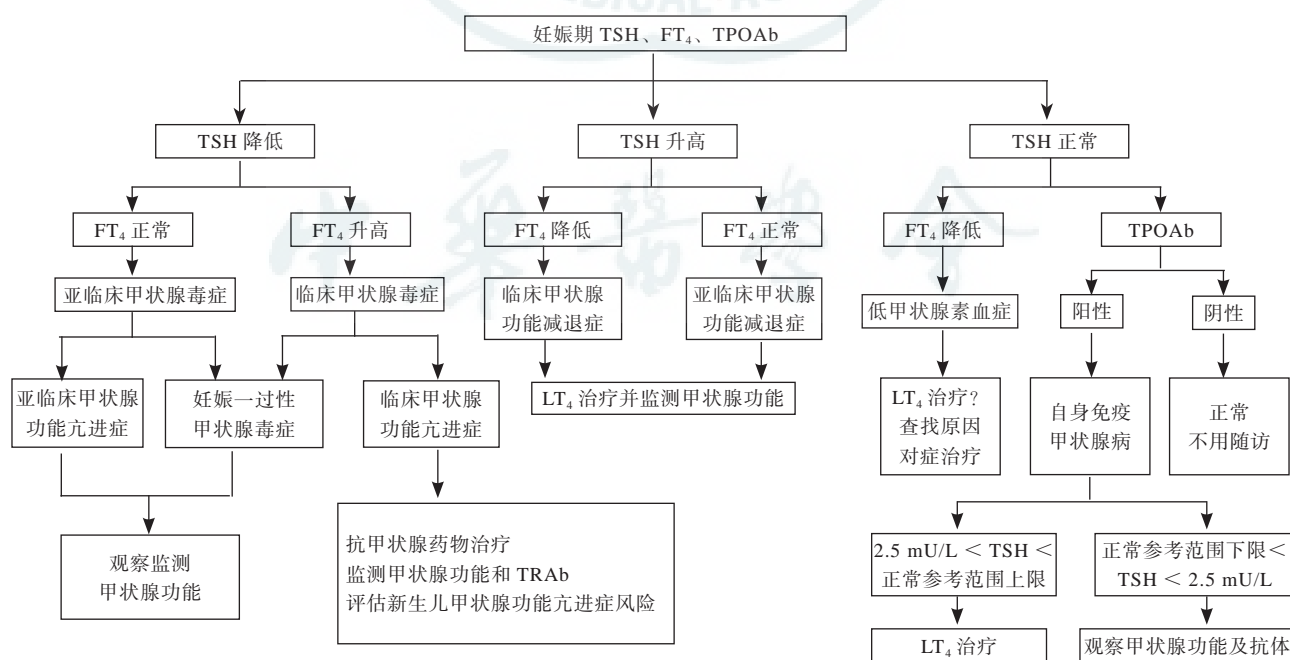 妊娠期 TSH、FT₄、TPOAb
TSH 降低
TSH 升高
TSH 正常
FT₄ 正常
FT₄ 升高
FT₄ 降低
FT₄ 正常
FT₄ 降低
TPOAb
亚临床甲状腺毒症
临床甲状腺毒症
临床甲状腺
功能减退症
亚临床甲状腺
功能减退症
低甲状腺素血症
阳性
阴性
亚临床甲状腺
功能亢进症
妊娠一过性
甲状腺毒症
临床甲状腺
功能亢进症
LT₄ 治疗并监测甲状腺功能
LT₄ 治疗?
查找原因
对症治疗
自身免疫
甲状腺病
正常
不用随访
观察监测
甲状腺功能
抗甲状腺药物治疗
监测甲状腺功能和 TRAb
评估新生儿甲状腺功能亢进症风险
2.5 mU/L < TSH <
正常参考范围上限
正常参考范围下限<
TSH < 2.5 mU/L
LT₄ 治疗
观察甲状腺功能及抗体
中华医学会